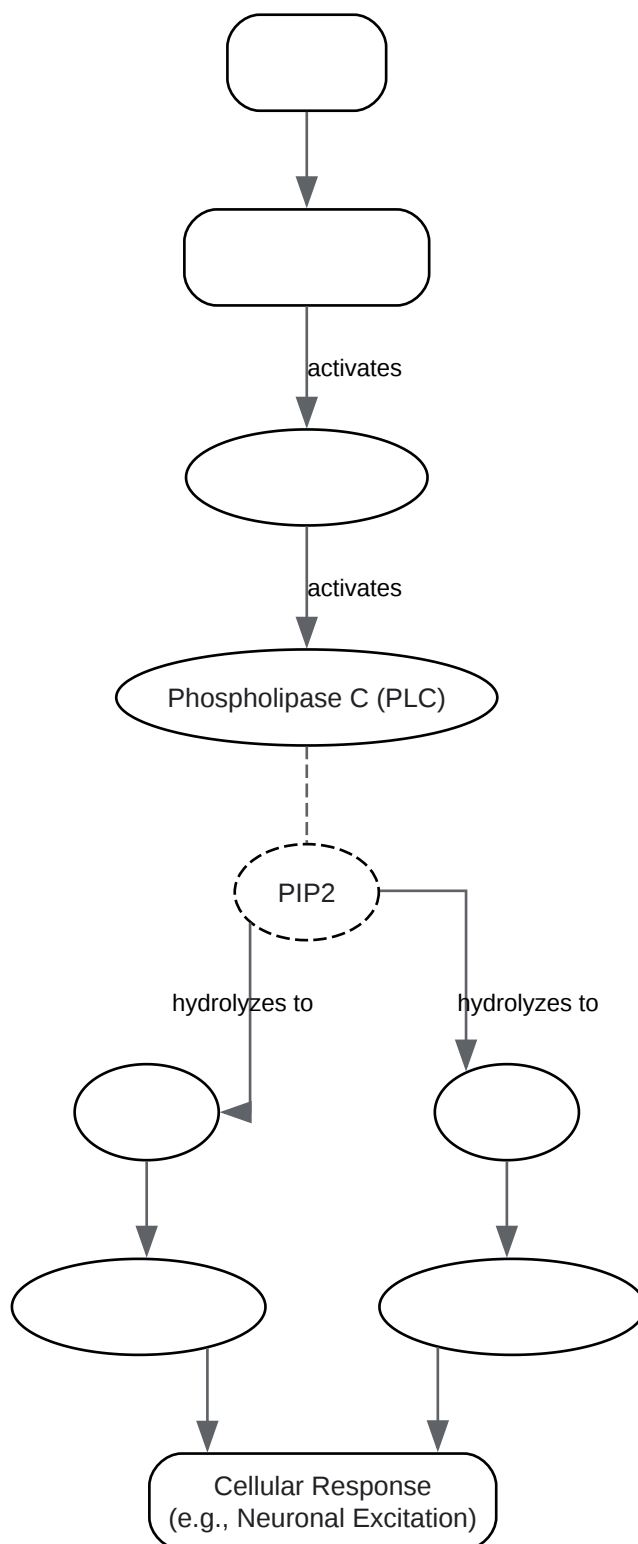 activates
activates
Phospholipase C (PLC)
PIP2
hydrolyzes to
hydrolyzes to
Cellular Response
(e.g., Neuronal Excitation)